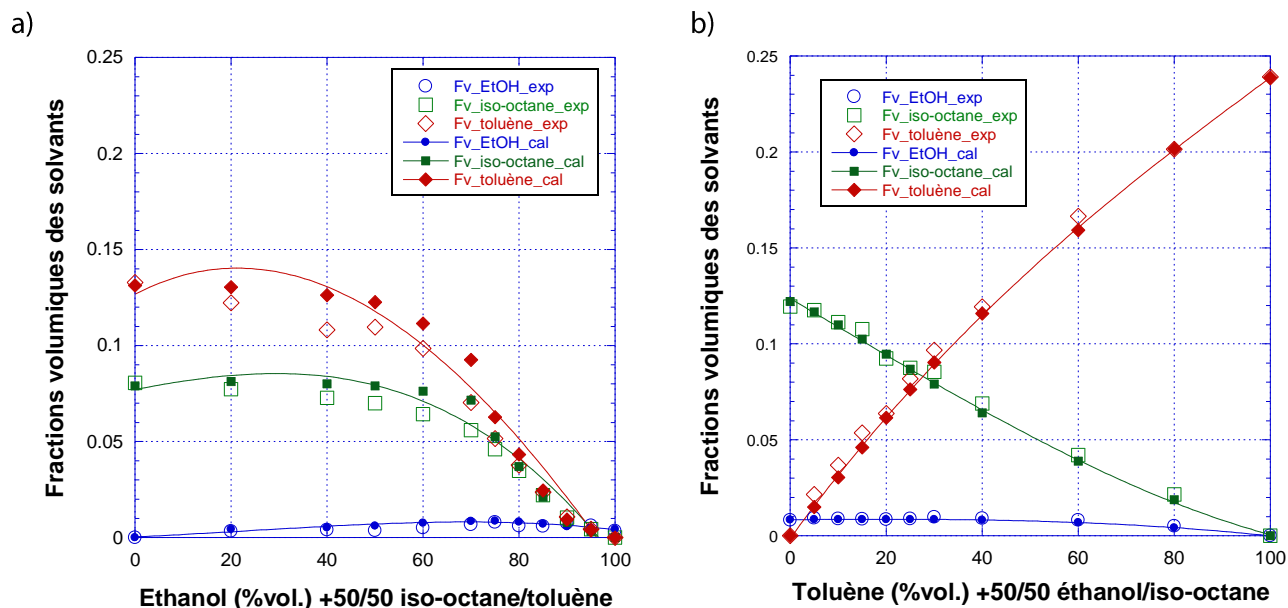 a)
Fractions volumiques des solvants
0.25
0.2
0.15
0.1
0.05
0
Fv_EtOH_exp
Fv_iso-octane_exp
Fv_toluène_exp
Fv_EtOH_cal
Fv_iso-octane_cal
Fv_toluène_cal
0 20 40 60 80 100
Ethanol (%vol.) +50/50 iso-octane/toluène
b)
Fractions volumiques des solvants
0.25
0.2
0.15
0.1
0.05
0
Fv_EtOH_exp
Fv_iso-octane_exp
Fv_toluène_exp
Fv_EtOH_cal
Fv_iso-octane_cal
Fv_toluène_cal
0 20 40 60 80 100
Toluène (%vol.) +50/50 éthanol/iso-octane